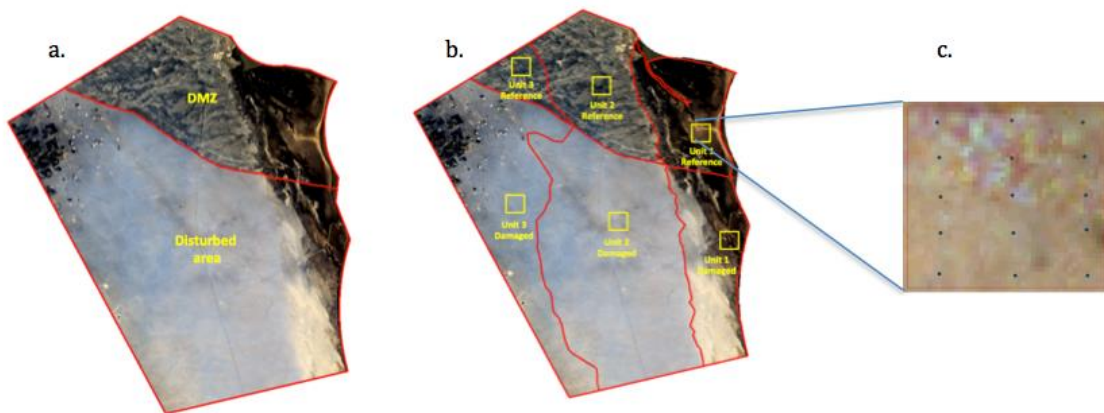 a.
DMZ
Disturbed
area
b.
Unit 3
Reference
Unit 2
Reference
Unit 1
Reference
Unit 3
Damaged
Unit 2
Damaged
Unit 1
Damaged
c.